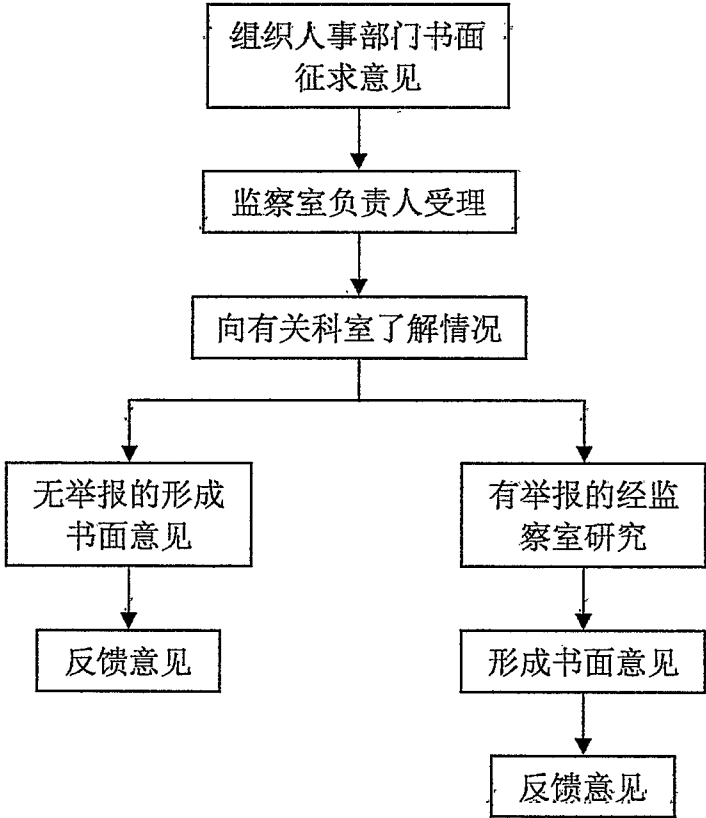 组织人事部门书面
征求意见
监察室负责人受理
向有关科室了解情况
无举报的形成
书面意见
有举报的经监
察室研究
反馈意见
形成书面意见
反馈意见